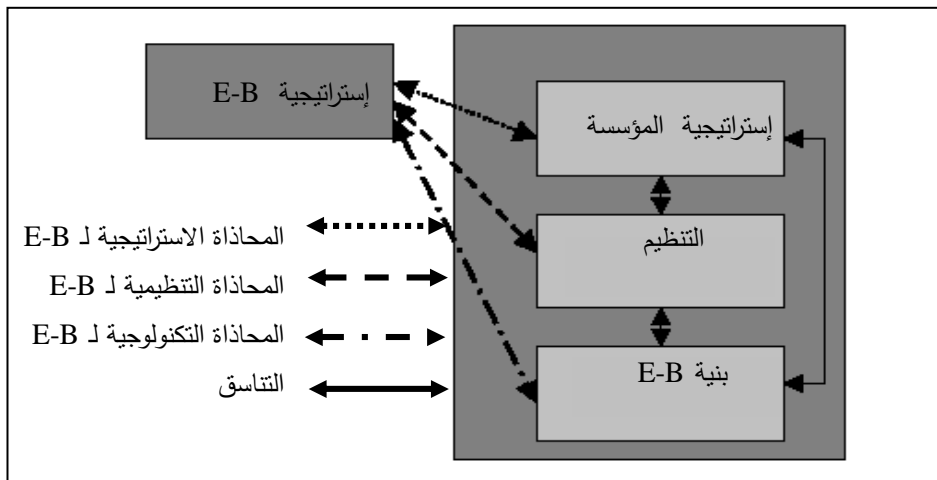 إستراتيجية E-B
إستراتيجية المؤسسة
التنظيم
بنية E-B
المحاذاة الاستراتيجية لـ E-B
المحاذاة التنظيمية لـ E-B
المحاذاة التكنولوجية لـ E-B
التناسق